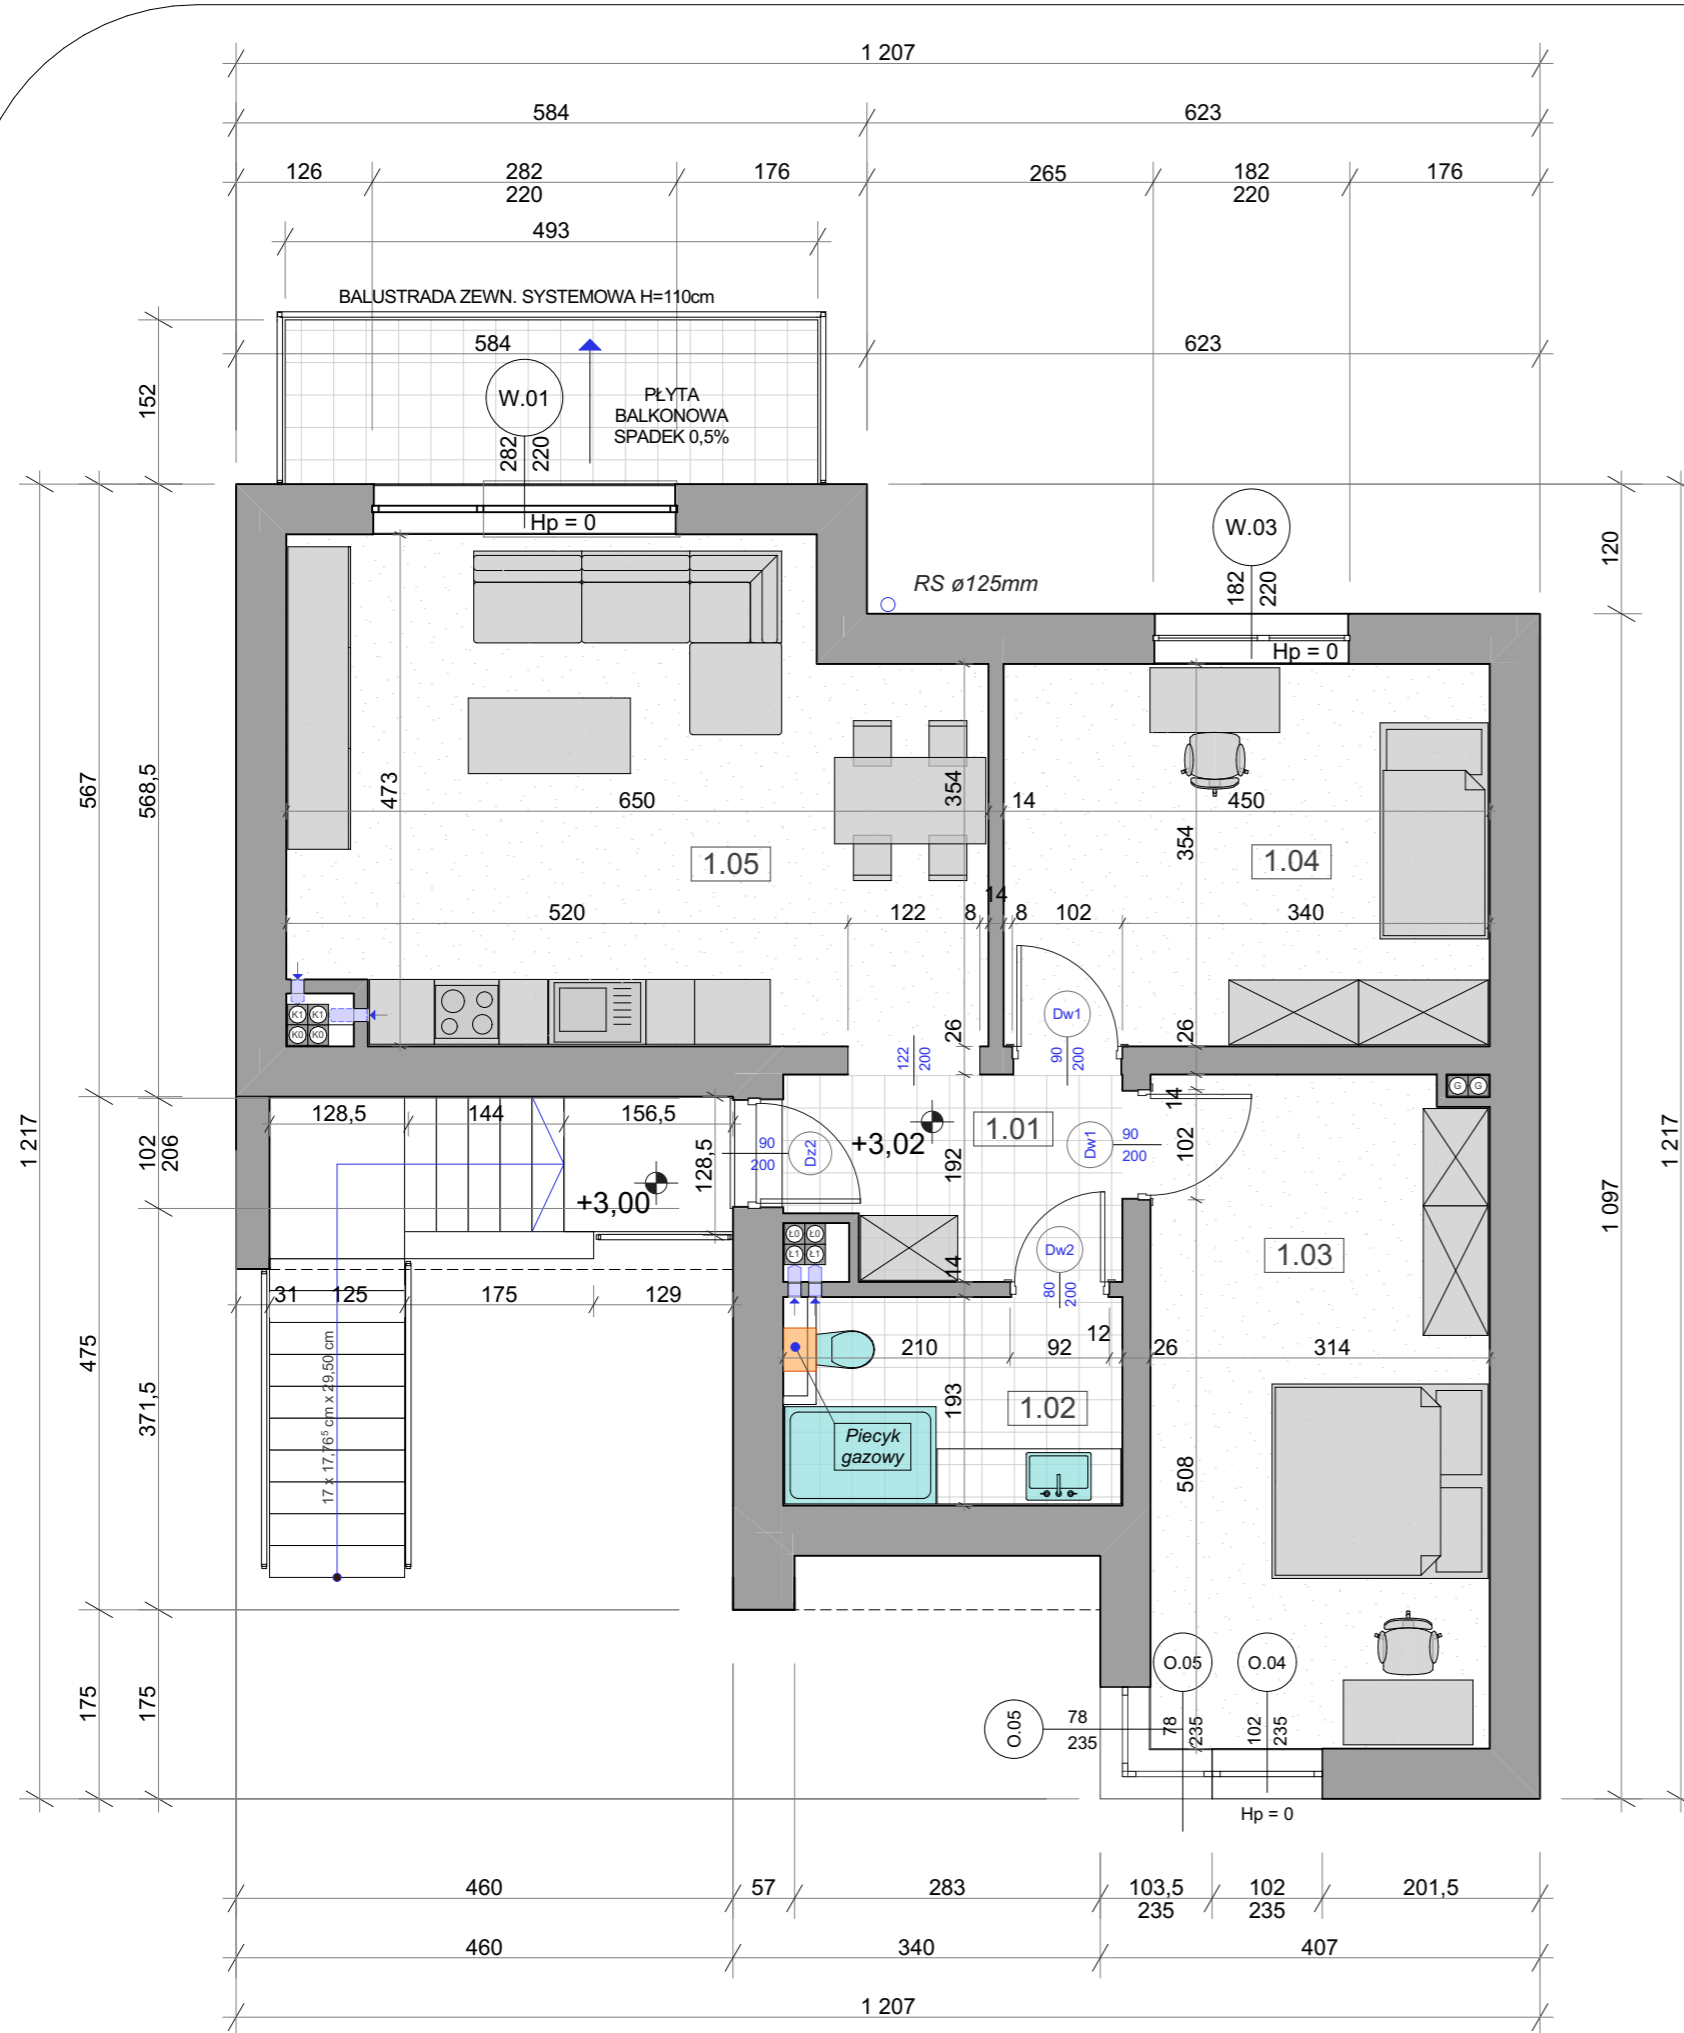 1 207
584 623
126 282 176 265 182 176
220 220
493
BALUSTRADA ZEWN. SYSTEMOWA H=110cm
584 623
152
W.01
PŁYTA
BALKONOWA
SPADEK 0,5%
282
220
Hp = 0
W.03
182
220
Hp = 0
120
RS ø125mm
567
568,5
473
650
354
14
450
354
1.05
1.04
14
520 122 8 8 102 340
K1 K1
K0 K0
26
122
200
Dw1
90
200
26
G G
1 217
102
206
128,5 144 156,5
128,5
+3,00
90
200
Dz2
+3,02
1.01
192
Dw1
90
200
14
102
1 097
1 217
Ł0 Ł0
Ł1 Ł1
14
Dw2
80
200
1.03
31 125 175 129
17 x 17,76⁵ cm x 29,50 cm
475
371,5
210 92 12 26 314
193
1.02
Piecyk
gazowy
508
175
175
O.05
78
235
O.05
78
235
O.04
102
235
Hp = 0
460 57 283 103,5 102 201,5
235 235
460 340 407
1 207